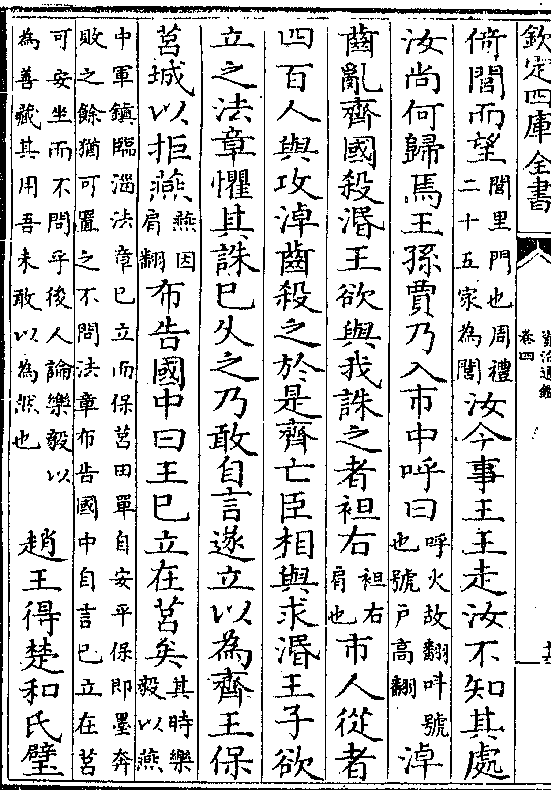 欽定四庫全書
資治通鑑
卷四
倚閭而望閭里門也周禮二十五家為閭汝今事王王走汝不知其處
汝尚何歸焉王孫賈乃入市中呼曰呼火故翻呌號也號戶高翻淖
齒亂齊國殺湣王欲與我誅之者袒右袒右肩也市人從者
四百人與攻淖齒殺之於是齊亡臣相與求湣王子欲
立之法章懼其誅已久之乃敢自言遂立以為齊王保
莒城以拒燕燕因肩翻布告國中曰王已立在莒矣其時樂毅以燕
中軍鎮臨淄法章已立而保莒田單自安平保即墨奔敗之餘猶可置之不問法章布告國中自言已立在莒
可安坐而不問乎後人論樂毅以為善藏其用吾未敢以為然也趙王得楚和氏璧